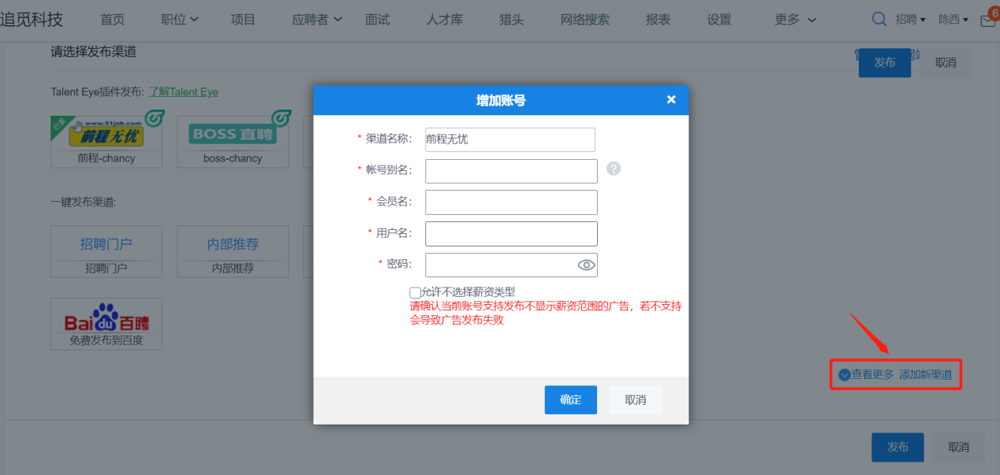 追觅科技 首页 职位 项目 应聘者 面试 人才库 猎头 网络搜索 报表 设置 更多 招聘 陈西 6
请选择发布渠道
发布 取消
Talent Eye插件发布: 了解Talent Eye
已发
www.51job.com
前程无忧
前程-chancy
BOSS 直聘
boss-chancy
一键发布渠道:
招聘门户
招聘门户
内部推荐
内部推荐
Bai du 百聘
免费发布到百度
增加账号 ×
* 渠道名称: 前程无忧
* 帐号别名: ?
* 会员名:
* 用户名:
* 密码:
允许不选择薪资类型
请确认当前账号支持发布不显示薪资范围的广告，若不支持
会导致广告发布失败
确定 取消
查看更多 添加新渠道
发布 取消